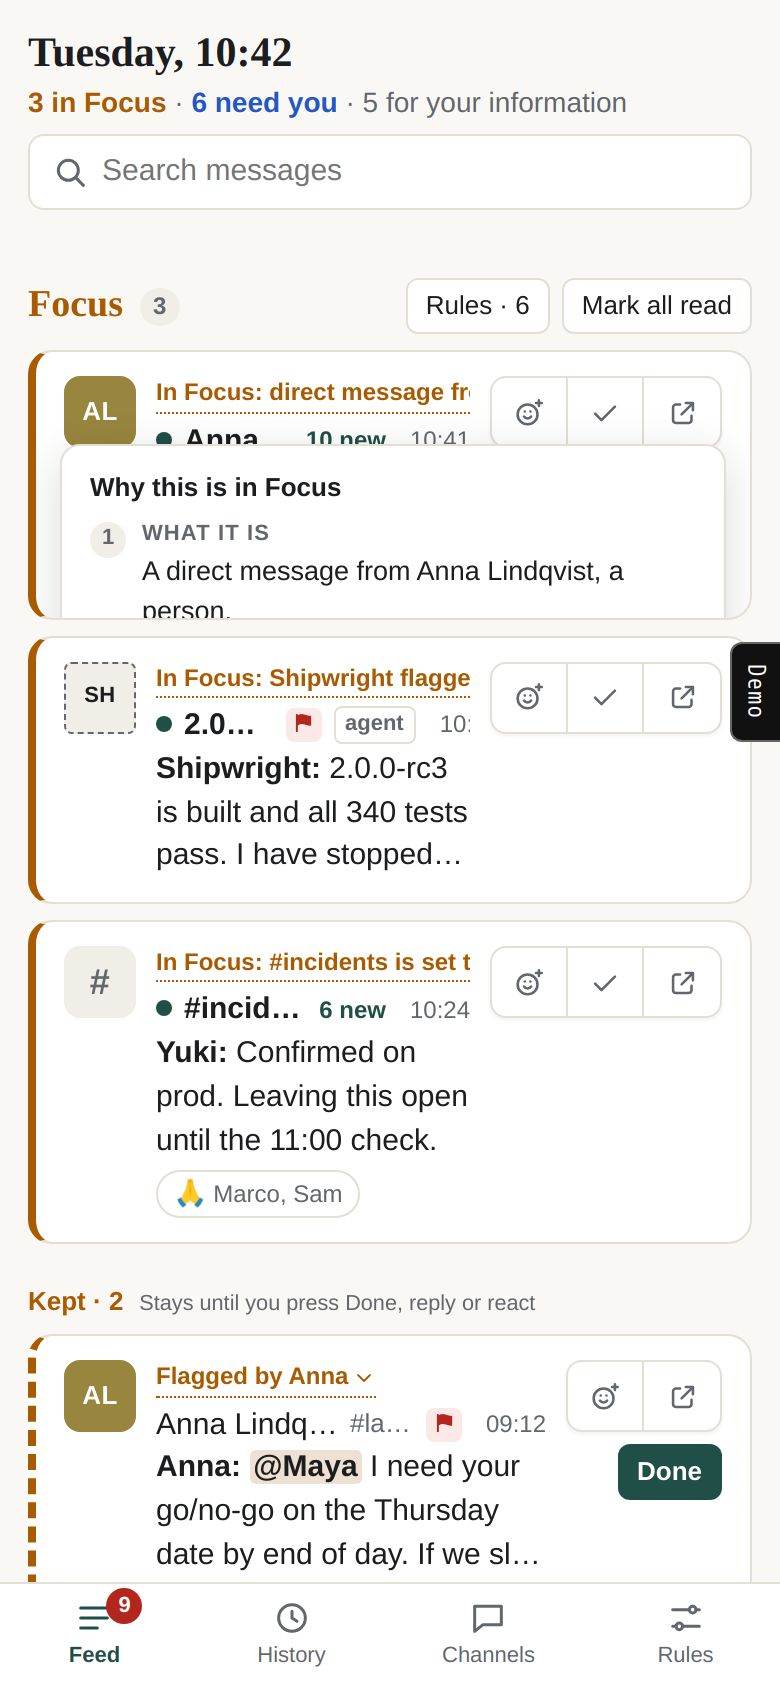 Tuesday, 10:42
3 in Focus · 6 need you · 5 for your information
Search messages
Focus 3
Rules · 6
Mark all read
AL
In Focus: direct message fr
Anna 10 new 10:41
Why this is in Focus
1 WHAT IT IS
A direct message from Anna Lindqvist, a
person.
Demo
SH
In Focus: Shipwright flagge
2.0… agent 10:
Shipwright: 2.0.0-rc3
is built and all 340 tests
pass. I have stopped…
#
In Focus: #incidents is set t
#incid… 6 new 10:24
Yuki: Confirmed on
prod. Leaving this open
until the 11:00 check.
🙏 Marco, Sam
Kept · 2 Stays until you press Done, reply or react
AL
Flagged by Anna
Anna Lindq… #la… 09:12
Anna: @Maya I need your
go/no-go on the Thursday
date by end of day. If we sl…
Done
9
Feed
History
Channels
Rules